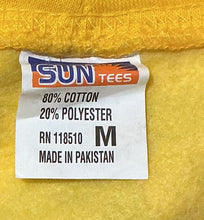 SUN TEES
80% COTTON
20% POLYESTER
RN 118510 M
MADE IN PAKISTAN